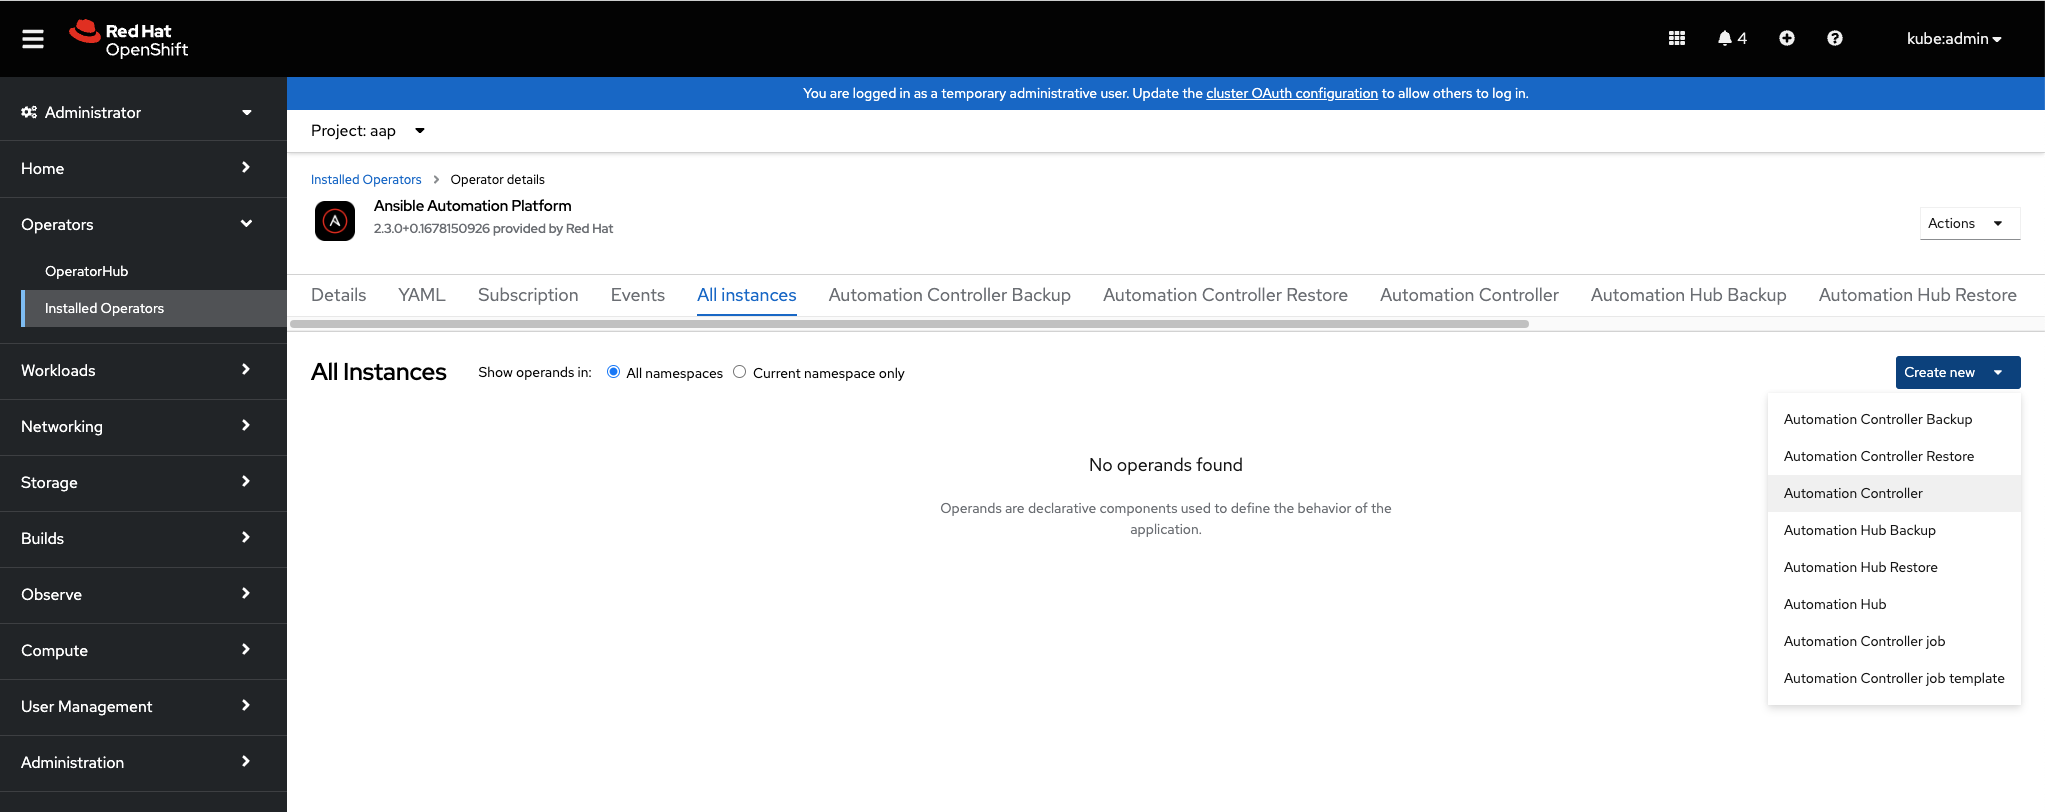 Red Hat
OpenShift
4
kube:admin
Administrator
Home
Operators
OperatorHub
Installed Operators
Workloads
Networking
Storage
Builds
Observe
Compute
User Management
Administration
You are logged in as a temporary administrative user. Update the cluster OAuth configuration to allow others to log in.
Project: aap
Installed Operators > Operator details
A
Ansible Automation Platform
2.3.0+0.1678150926 provided by Red Hat
Actions
Details YAML Subscription Events All instances Automation Controller Backup Automation Controller Restore Automation Controller Automation Hub Backup Automation Hub Restore
All Instances Show operands in: All namespaces Current namespace only Create new
Automation Controller Backup
Automation Controller Restore
Automation Controller
Automation Hub Backup
Automation Hub Restore
Automation Hub
Automation Controller job
Automation Controller job template
No operands found
Operands are declarative components used to define the behavior of the
application.